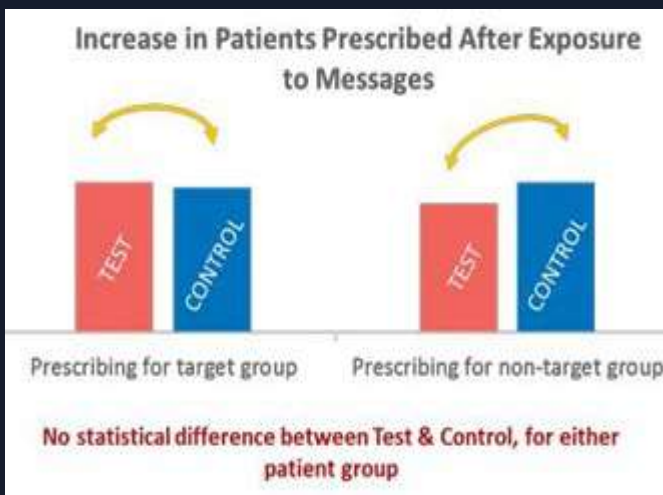 Increase in Patients Prescribed After Exposure
to Messages
TEST
CONTROL
TEST
CONTROL
Prescribing for target group
Prescribing for non-target group
No statistical difference between Test & Control, for either
patient group